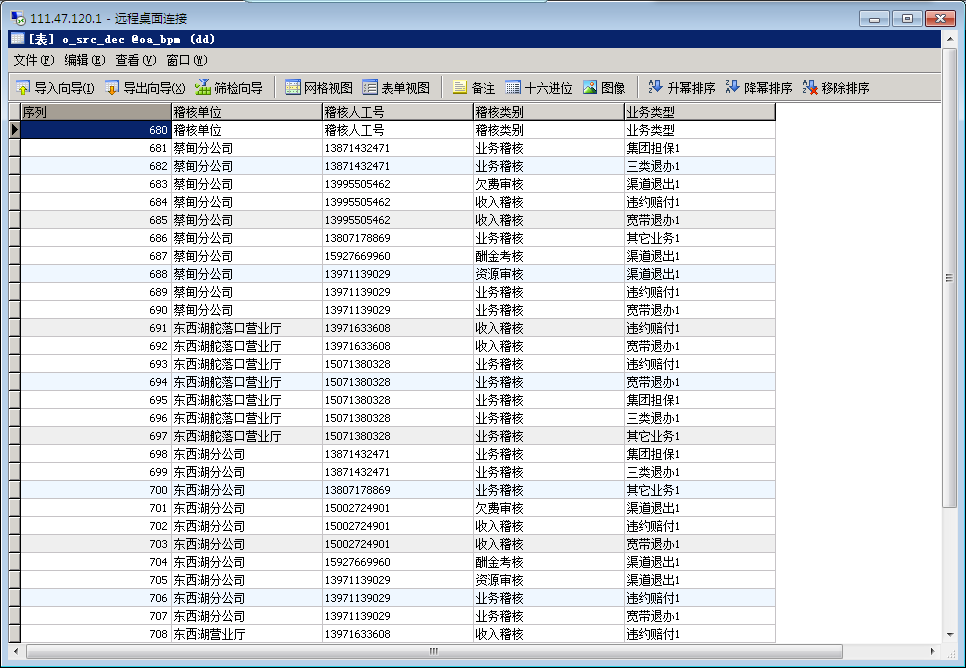 111.47.120.1 - 远程桌面连接
[表] o_src_dec @oa_bpm (dd)
文件(F) 编辑(E) 查看(V) 窗口(W)
导入向导(I) 导出向导(X) 筛检向导 网格视图 表单视图 备注 十六进位 图像 升幂排序 降幂排序 移除排序
序列 稽核单位 稽核人工号 稽核类别 业务类型
680 稽核单位 稽核人工号 稽核类别 业务类型
681 蔡甸分公司 13871432471 业务稽核 集团担保1
682 蔡甸分公司 13871432471 业务稽核 三类退办1
683 蔡甸分公司 13995505462 欠费审核 渠道退出1
684 蔡甸分公司 13995505462 收入稽核 违约赔付1
685 蔡甸分公司 13995505462 收入稽核 宽带退办1
686 蔡甸分公司 13807178869 业务稽核 其它业务1
687 蔡甸分公司 15927669960 酬金考核 渠道退出1
688 蔡甸分公司 13971139029 资源审核 渠道退出1
689 蔡甸分公司 13971139029 业务稽核 违约赔付1
690 蔡甸分公司 13971139029 业务稽核 宽带退办1
691 东西湖舵落口营业厅 13971633608 收入稽核 违约赔付1
692 东西湖舵落口营业厅 13971633608 收入稽核 宽带退办1
693 东西湖舵落口营业厅 15071380328 业务稽核 违约赔付1
694 东西湖舵落口营业厅 15071380328 业务稽核 宽带退办1
695 东西湖舵落口营业厅 15071380328 业务稽核 集团担保1
696 东西湖舵落口营业厅 15071380328 业务稽核 三类退办1
697 东西湖舵落口营业厅 15071380328 业务稽核 其它业务1
698 东西湖分公司 13871432471 业务稽核 集团担保1
699 东西湖分公司 13871432471 业务稽核 三类退办1
700 东西湖分公司 13807178869 业务稽核 其它业务1
701 东西湖分公司 15002724901 欠费审核 渠道退出1
702 东西湖分公司 15002724901 收入稽核 违约赔付1
703 东西湖分公司 15002724901 收入稽核 宽带退办1
704 东西湖分公司 15927669960 酬金考核 渠道退出1
705 东西湖分公司 13971139029 资源审核 渠道退出1
706 东西湖分公司 13971139029 业务稽核 违约赔付1
707 东西湖分公司 13971139029 业务稽核 宽带退办1
708 东西湖营业厅 13971633608 收入稽核 违约赔付1